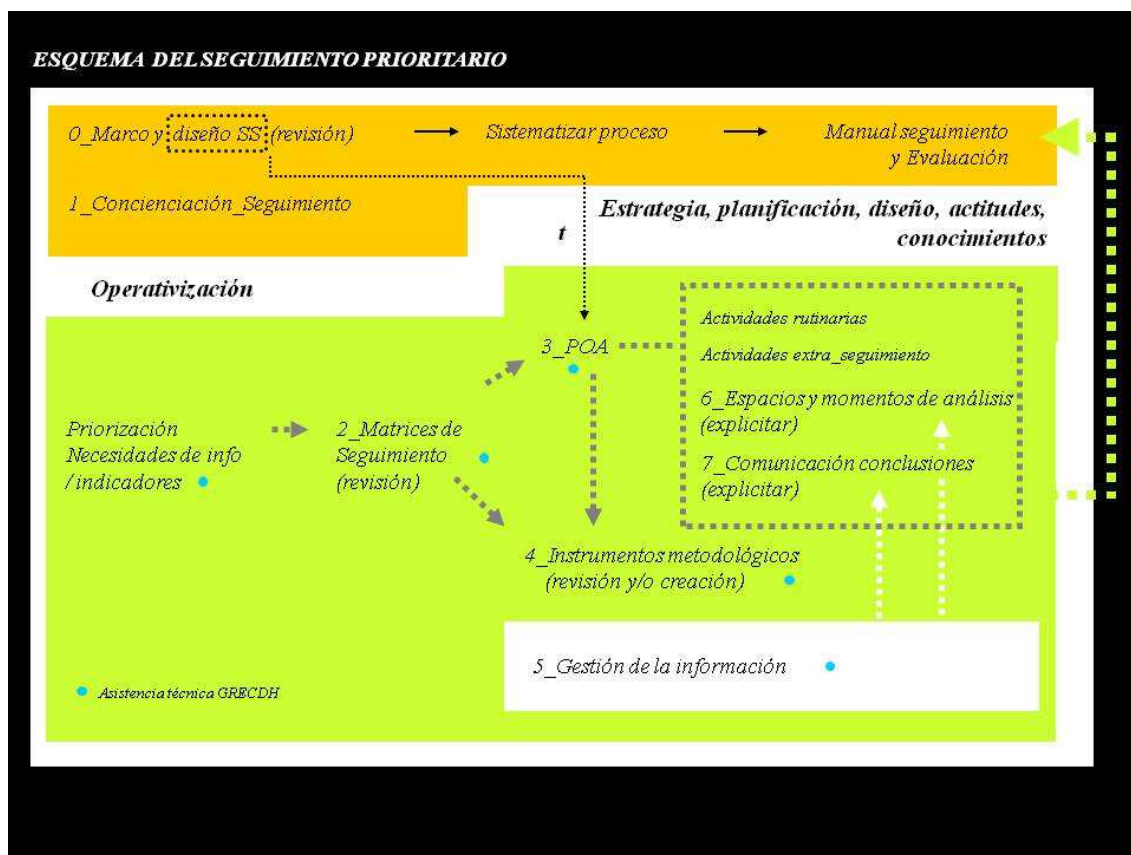 ESQUEMA DEL SEGUIMIENTO PRIORITARIO
0_Marco y diseño SS (revisión)
Sistematizar proceso
Manual seguimiento
y Evaluación
1_Concienciación_Seguimiento
Estrategia, planificación, diseño, actitudes,
conocimientos
t
Operativización
Actividades rutinarias
3_POA
Actividades extra_seguimiento
6_Espacios y momentos de análisis
(explicitar)
Priorización
Necesidades de info
/ indicadores
2_Matrices de
Seguimiento
(revisión)
7_Comunicación conclusiones
(explicitar)
4_Instrumentos metodológicos
(revisión y/o creación)
5_Gestión de la información
Asistencia técnica GRECDH